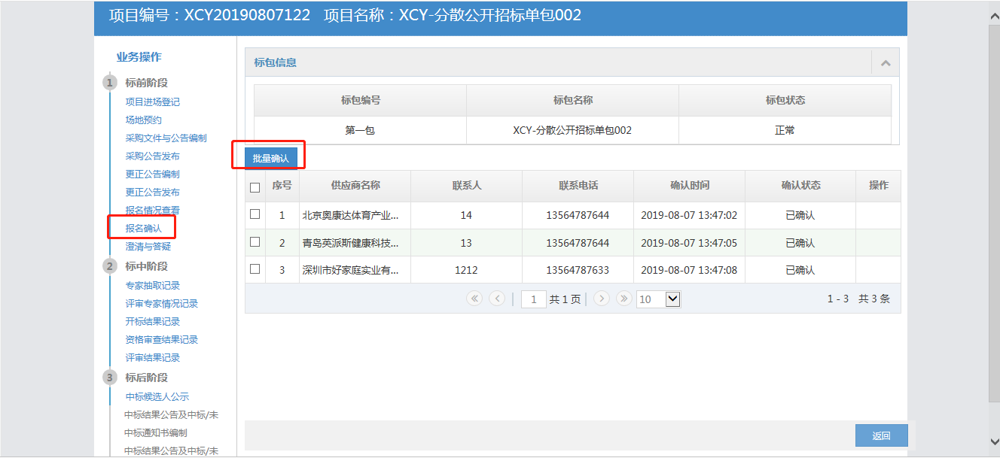 项目编号：XCY20190807122 项目名称：XCY-分散公开招标单包002
业务操作
1 标前阶段
项目进场登记
场地预约
采购文件与公告编制
采购公告发布
更正公告编制
更正公告发布
报名情况查看
报名确认
澄清与答疑
2 标中阶段
专家抽取记录
评审专家情况记录
开标结果记录
资格审查结果记录
评审结果记录
3 标后阶段
中标候选人公示
中标结果公告及中标/未
中标通知书编制
中标结果公告及中标/未
标包信息
标包编号 标包名称 标包状态
第一包 XCY-分散公开招标单包002 正常
批量确认
序号 供应商名称 联系人 联系电话 确认时间 确认状态 操作
1 北京奥康达体育产业... 14 13564787644 2019-08-07 13:47:02 已确认
2 青岛英派斯健康科技... 13 13564787644 2019-08-07 13:47:05 已确认
3 深圳市好家庭实业有... 1212 13564787633 2019-08-07 13:47:08 已确认
1 共 1 页 10 1 - 3 共 3 条
返回